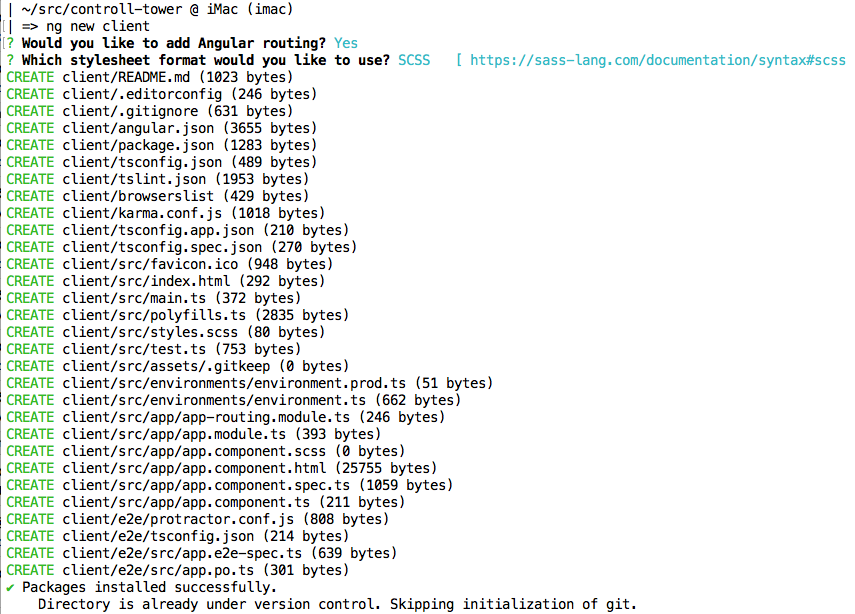 | ~/src/controll-tower @ iMac (imac)
[| => ng new client
[? Would you like to add Angular routing? Yes
? Which stylesheet format would you like to use? SCSS   [ https://sass-lang.com/documentation/syntax#scss
CREATE client/README.md (1023 bytes)
CREATE client/.editorconfig (246 bytes)
CREATE client/.gitignore (631 bytes)
CREATE client/angular.json (3655 bytes)
CREATE client/package.json (1283 bytes)
CREATE client/tsconfig.json (489 bytes)
CREATE client/tslint.json (1953 bytes)
CREATE client/browserslist (429 bytes)
CREATE client/karma.conf.js (1018 bytes)
CREATE client/tsconfig.app.json (210 bytes)
CREATE client/tsconfig.spec.json (270 bytes)
CREATE client/src/favicon.ico (948 bytes)
CREATE client/src/index.html (292 bytes)
CREATE client/src/main.ts (372 bytes)
CREATE client/src/polyfills.ts (2835 bytes)
CREATE client/src/styles.scss (80 bytes)
CREATE client/src/test.ts (753 bytes)
CREATE client/src/assets/.gitkeep (0 bytes)
CREATE client/src/environments/environment.prod.ts (51 bytes)
CREATE client/src/environments/environment.ts (662 bytes)
CREATE client/src/app/app-routing.module.ts (246 bytes)
CREATE client/src/app/app.module.ts (393 bytes)
CREATE client/src/app/app.component.scss (0 bytes)
CREATE client/src/app/app.component.html (25755 bytes)
CREATE client/src/app/app.component.spec.ts (1059 bytes)
CREATE client/src/app/app.component.ts (211 bytes)
CREATE client/e2e/protractor.conf.js (808 bytes)
CREATE client/e2e/tsconfig.json (214 bytes)
CREATE client/e2e/src/app.e2e-spec.ts (639 bytes)
CREATE client/e2e/src/app.po.ts (301 bytes)
✔ Packages installed successfully.
Directory is already under version control. Skipping initialization of git.